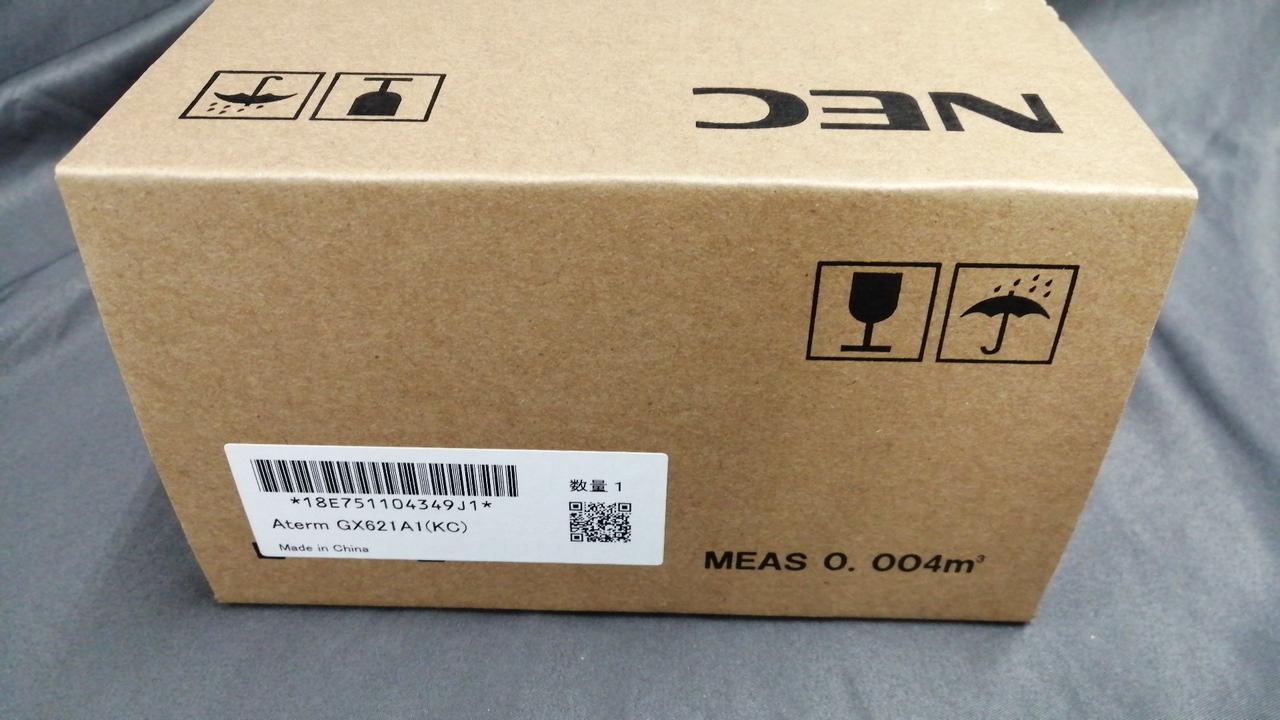 NEC
*18E751104349J1*
数量 1
Aterm GX621A1(KC)
Made in China
MEAS 0. 004m³